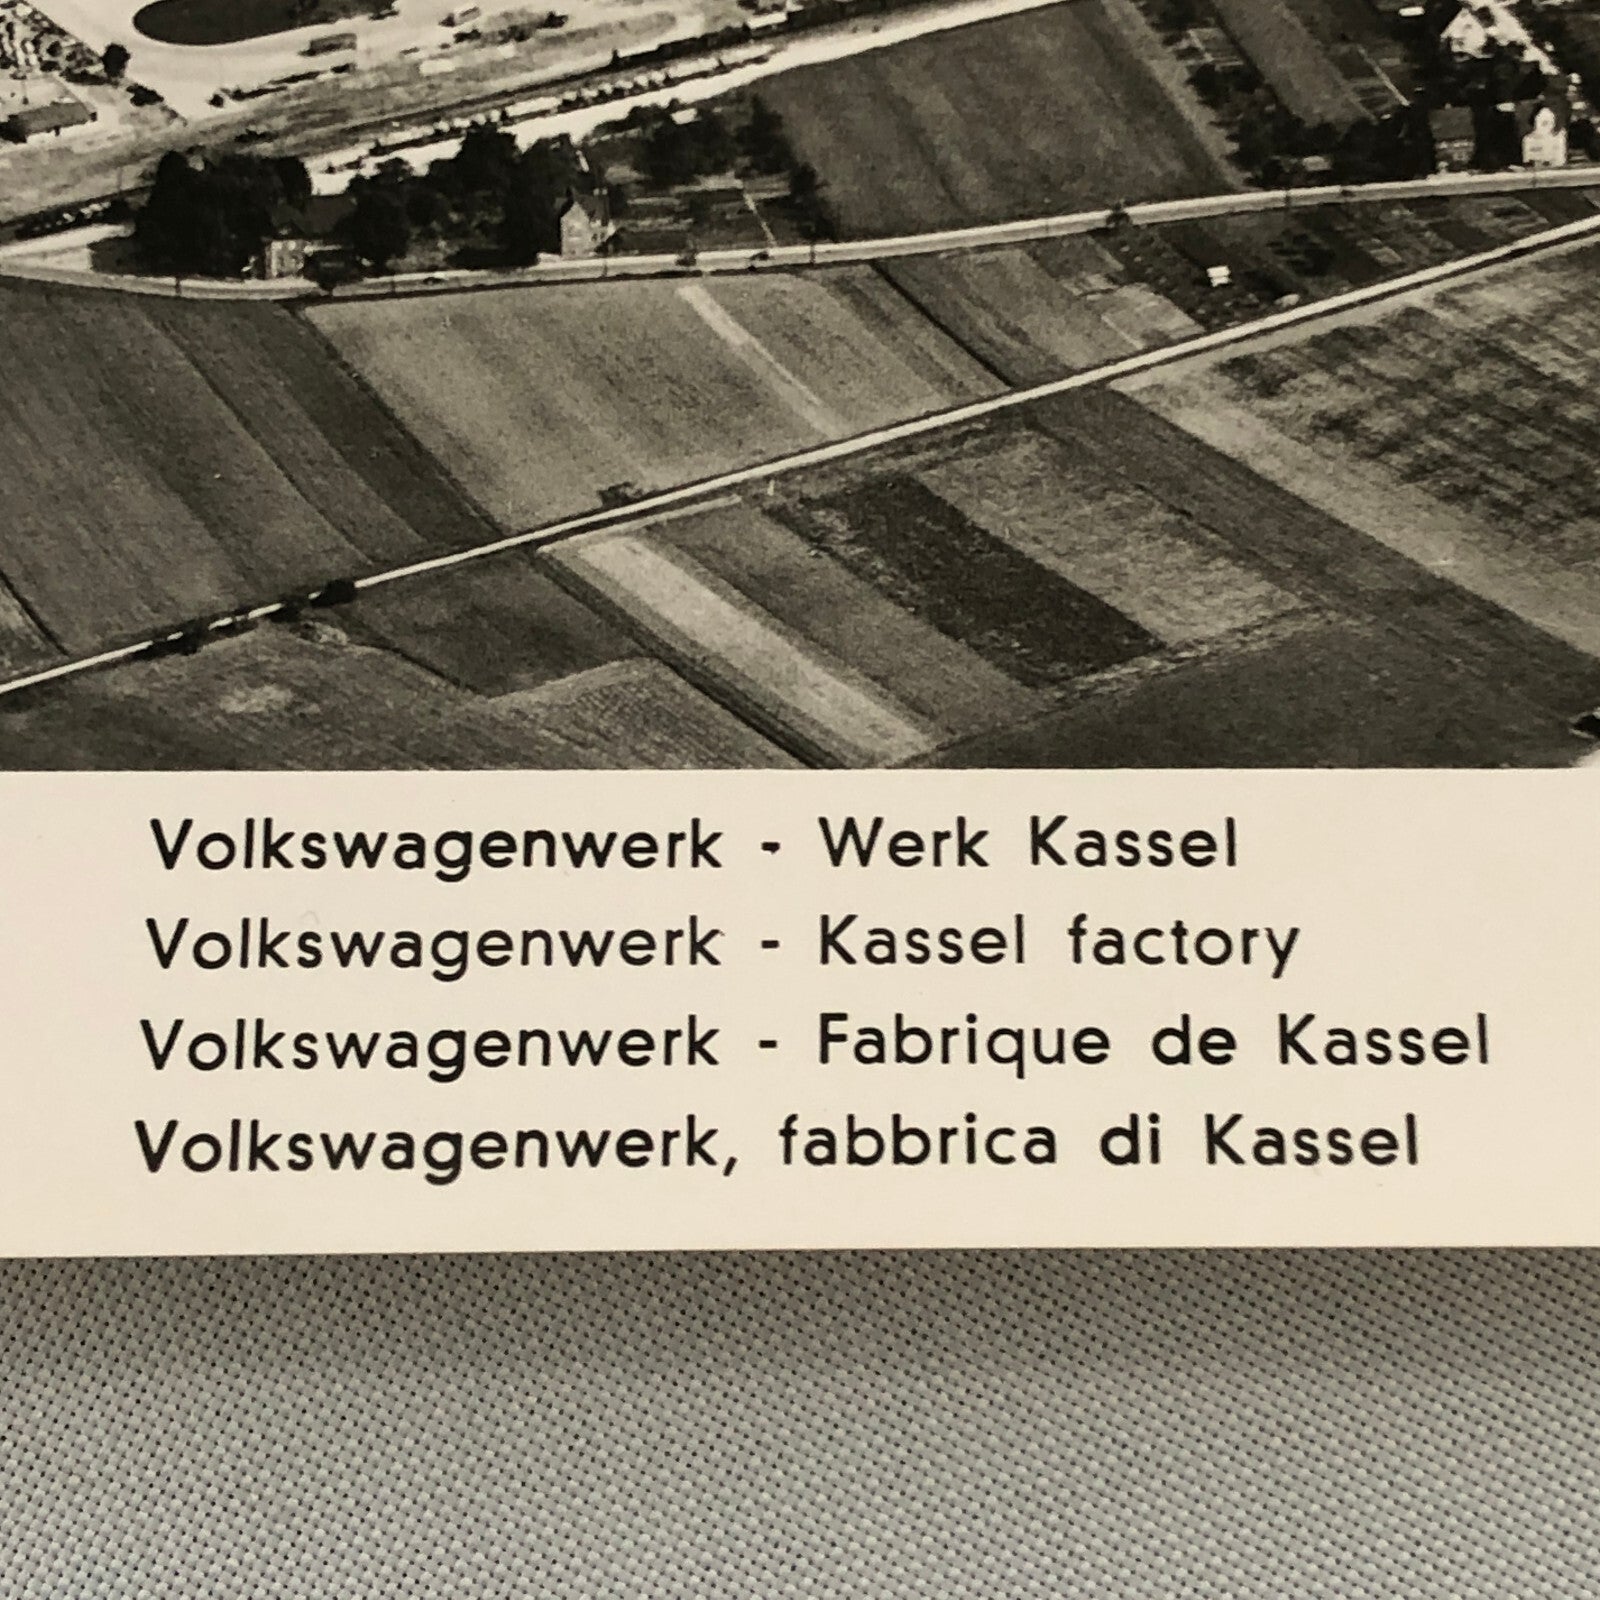 Volkswagenwerk - Werk Kassel
Volkswagenwerk - Kassel factory
Volkswagenwerk - Fabrique de Kassel
Volkswagenwerk, fabbrica di Kassel